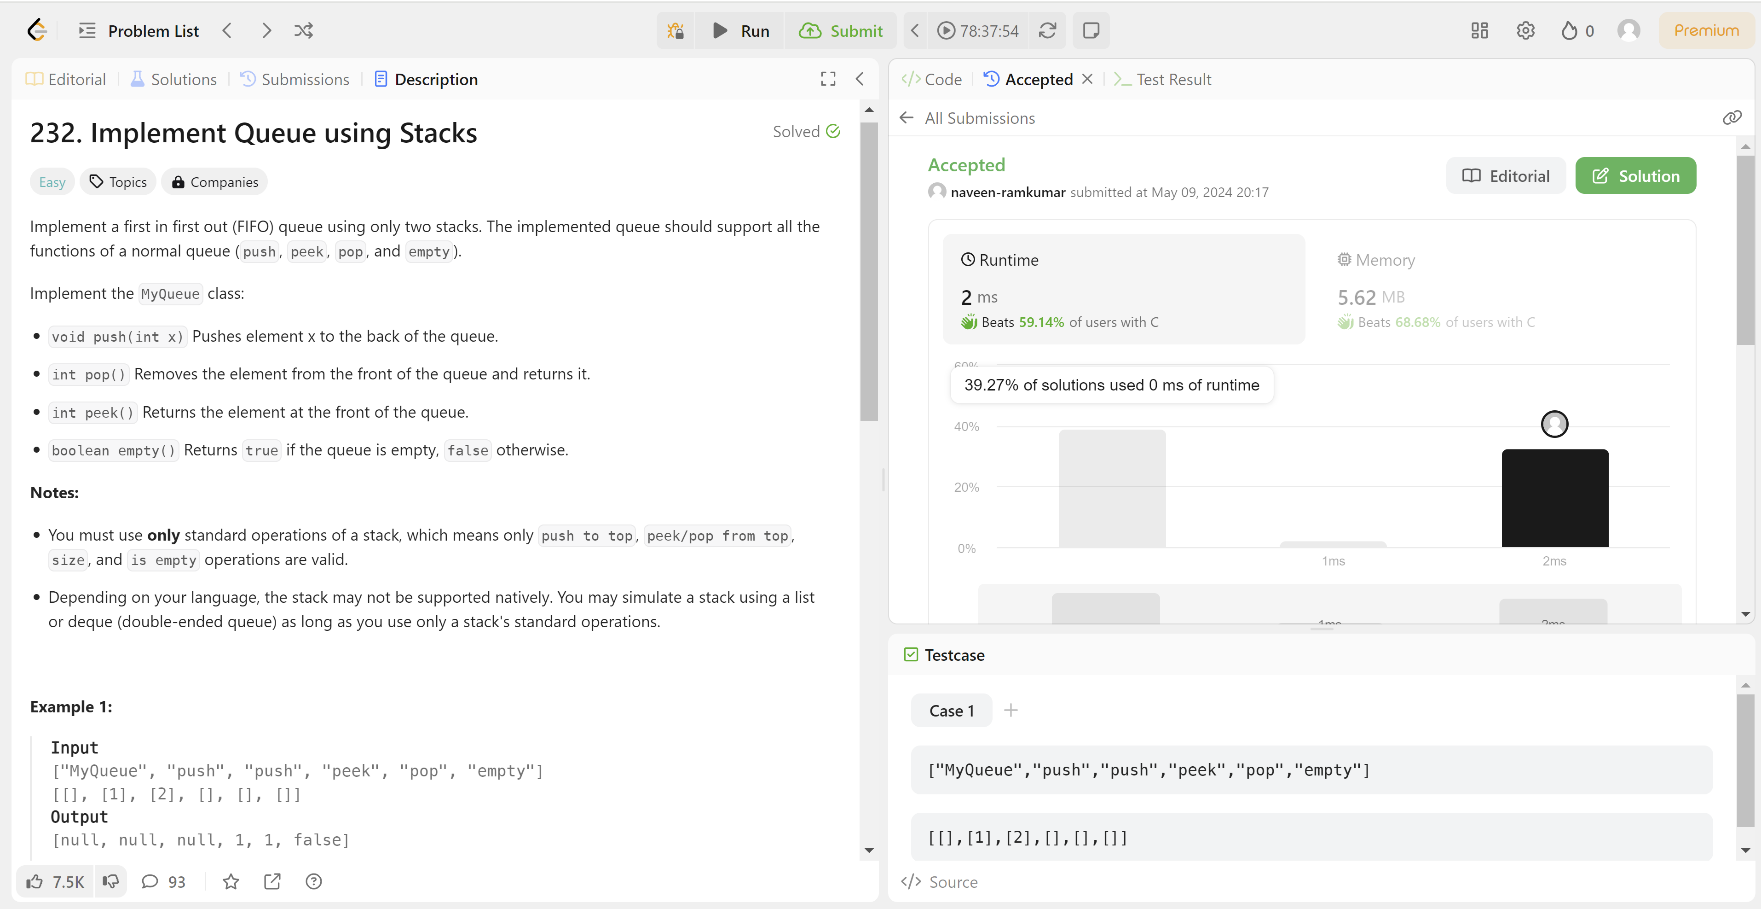 Problem List
Run
Submit
78:37:54
0
Premium
Editorial
Solutions
Submissions
Description
232. Implement Queue using Stacks
Solved
Easy
Topics
Companies
Implement a first in first out (FIFO) queue using only two stacks. The implemented queue should support all the
functions of a normal queue (push, peek, pop, and empty).
Implement the MyQueue class:
• void push(int x) Pushes element x to the back of the queue.
• int pop() Removes the element from the front of the queue and returns it.
• int peek() Returns the element at the front of the queue.
• boolean empty() Returns true if the queue is empty, false otherwise.
Notes:
• You must use only standard operations of a stack, which means only push to top, peek/pop from top,
size, and is empty operations are valid.
• Depending on your language, the stack may not be supported natively. You may simulate a stack using a list
or deque (double-ended queue) as long as you use only a stack's standard operations.
Example 1:
Input
["MyQueue", "push", "push", "peek", "pop", "empty"]
[[], [1], [2], [], [], []]
Output
[null, null, null, 1, 1, false]
7.5K
93
Code
Accepted
Test Result
All Submissions
Accepted
naveen-ramkumar submitted at May 09, 2024 20:17
Editorial
Solution
Runtime
2 ms
Beats 59.14% of users with C
Memory
5.62 MB
Beats 68.68% of users with C
60%
39.27% of solutions used 0 ms of runtime
40%
20%
0%
1ms
2ms
1ms
2ms
Testcase
Case 1
["MyQueue","push","push","peek","pop","empty"]
[[],[1],[2],[],[],[]]
</> Source